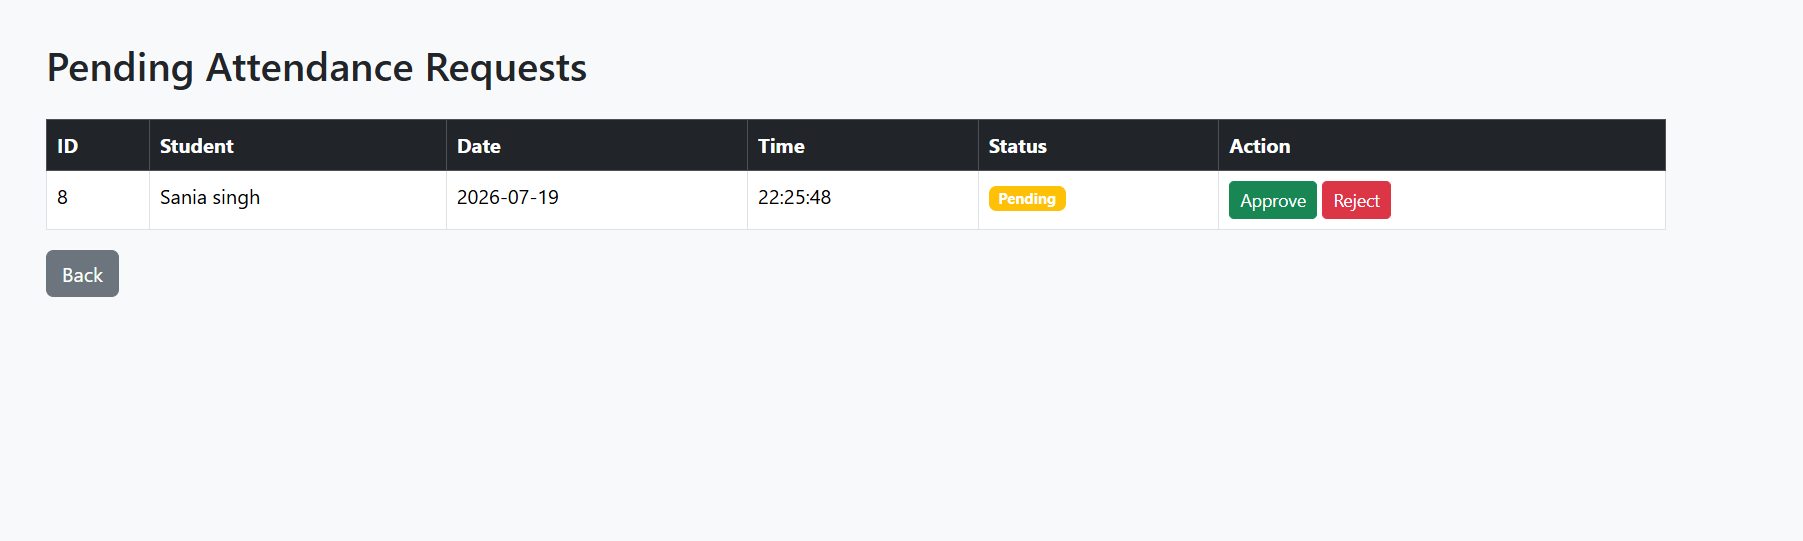 Pending Attendance Requests
ID Student Date Time Status Action
8 Sania singh 2026-07-19 22:25:48 Pending Approve Reject
Back